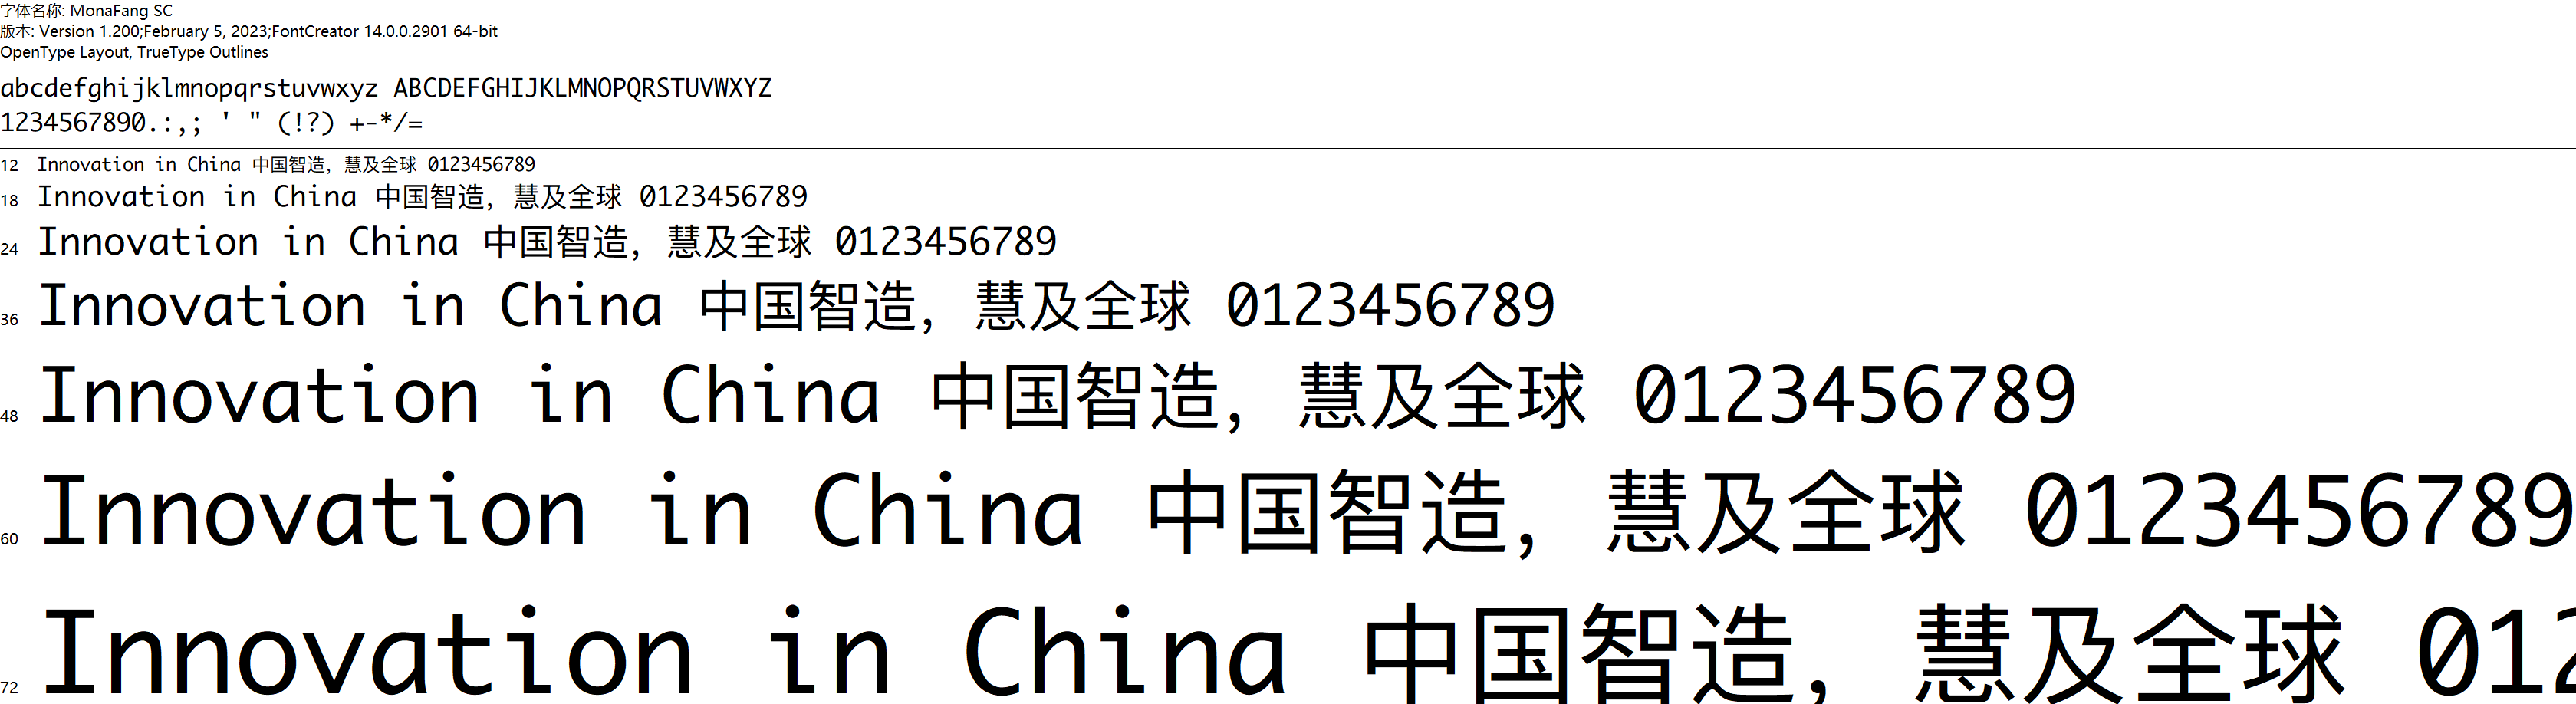 字体名称: MonaFang SC
版本: Version 1.200;February 5, 2023;FontCreator 14.0.0.2901 64-bit
OpenType Layout, TrueType Outlines
abcdefghijklmnopqrstuvwxyz ABCDEFGHIJKLMNOPQRSTUVWXYZ
1234567890.:,; ' " (!?) +-*/=
12 Innovation in China 中国智造，慧及全球 0123456789
18 Innovation in China 中国智造，慧及全球 0123456789
24 Innovation in China 中国智造，慧及全球 0123456789
36 Innovation in China 中国智造，慧及全球 0123456789
48 Innovation in China 中国智造，慧及全球 0123456789
60 Innovation in China 中国智造，慧及全球 0123456789
72 Innovation in China 中国智造，慧及全球 012